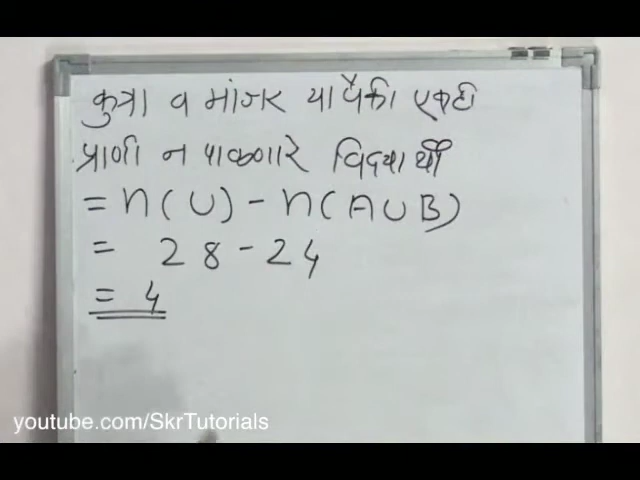 कुत्रा व मांजर यापैकी एकही
प्राणी न पाळणारे विद्यार्थी
= n(U) - n(A∪B)
= 28 - 24
= 4
youtube.com/SkrTutorials